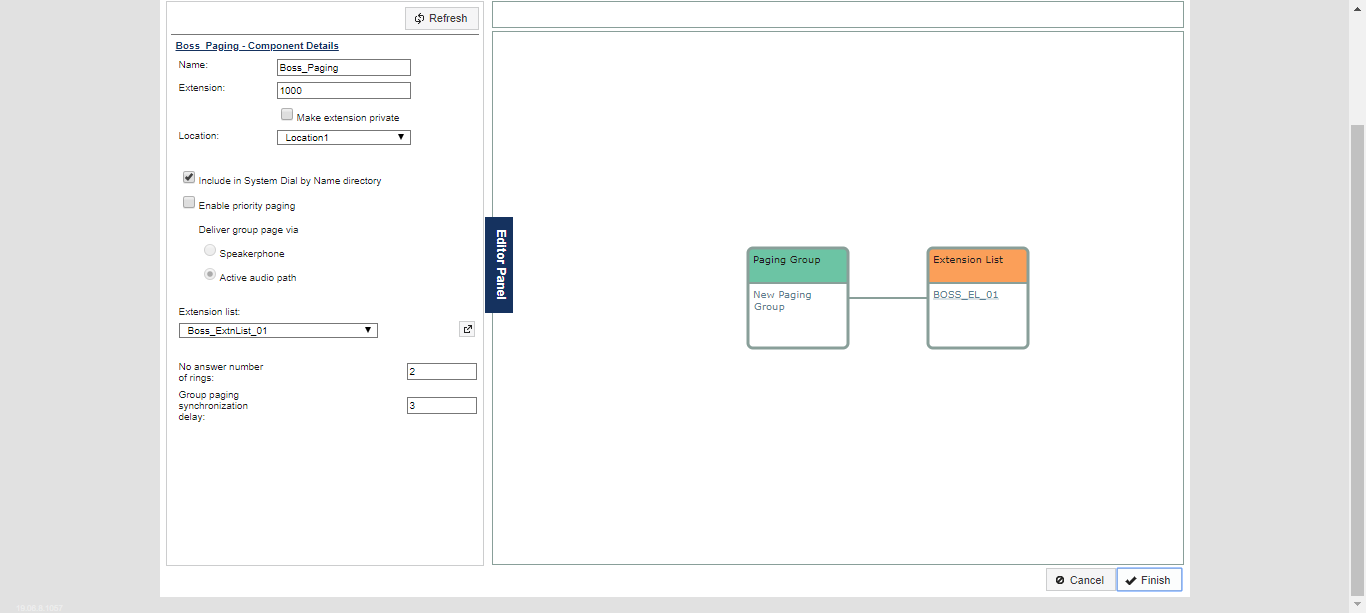 Refresh
Boss_Paging - Component Details
Name:
Boss_Paging
Extension:
1000
Make extension private
Location:
Location1
Include in System Dial by Name directory
Enable priority paging
Deliver group page via
Speakerphone
Active audio path
Extension list:
Boss_ExtnList_01
No answer number
of rings:
2
Group paging
synchronization
delay:
3
Editor Panel
Paging Group
New Paging
Group
Extension List
BOSS_EL_01
Cancel
Finish